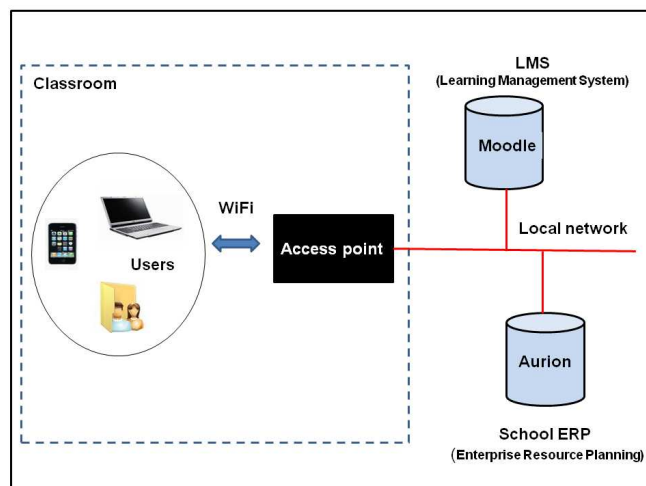 LMS
(Learning Management System)
Classroom
Moodle
WiFi
Local network
Access point
Users
Aurion
School ERP
(Enterprise Resource Planning)